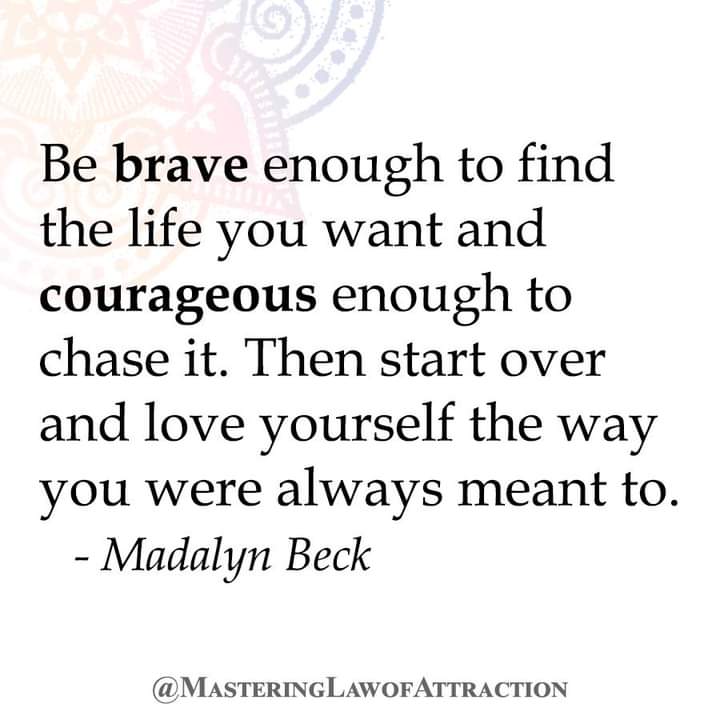 Be brave enough to find
the life you want and
courageous enough to
chase it. Then start over
and love yourself the way
you were always meant to.
- Madalyn Beck
@MasteringLawofAttraction